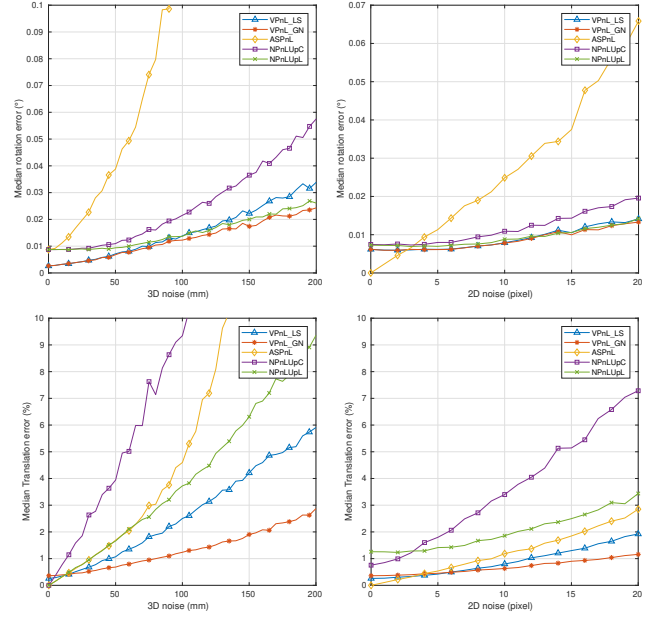 0.1
0.09
0.08
0.07
0.06
0.05
0.04
0.03
0.02
0.01
0
Median rotation error (°)
0 50 100 150 200
3D noise (mm)
VPnL_LS
VPnL_GN
ASPnL
NPnLUpC
NPnLUpL
0.07
0.06
0.05
0.04
0.03
0.02
0.01
0
Median rotation error (°)
0 5 10 15 20
2D noise (pixel)
VPnL_LS
VPnL_GN
ASPnL
NPnLUpC
NPnLUpL
10
9
8
7
6
5
4
3
2
1
0
Median Translation error (%)
0 50 100 150 200
3D noise (mm)
VPnL_LS
VPnL_GN
ASPnL
NPnLUpC
NPnLUpL
10
9
8
7
6
5
4
3
2
1
0
Median Translation error (%)
0 5 10 15 20
2D noise (pixel)
VPnL_LS
VPnL_GN
ASPnL
NPnLUpC
NPnLUpL